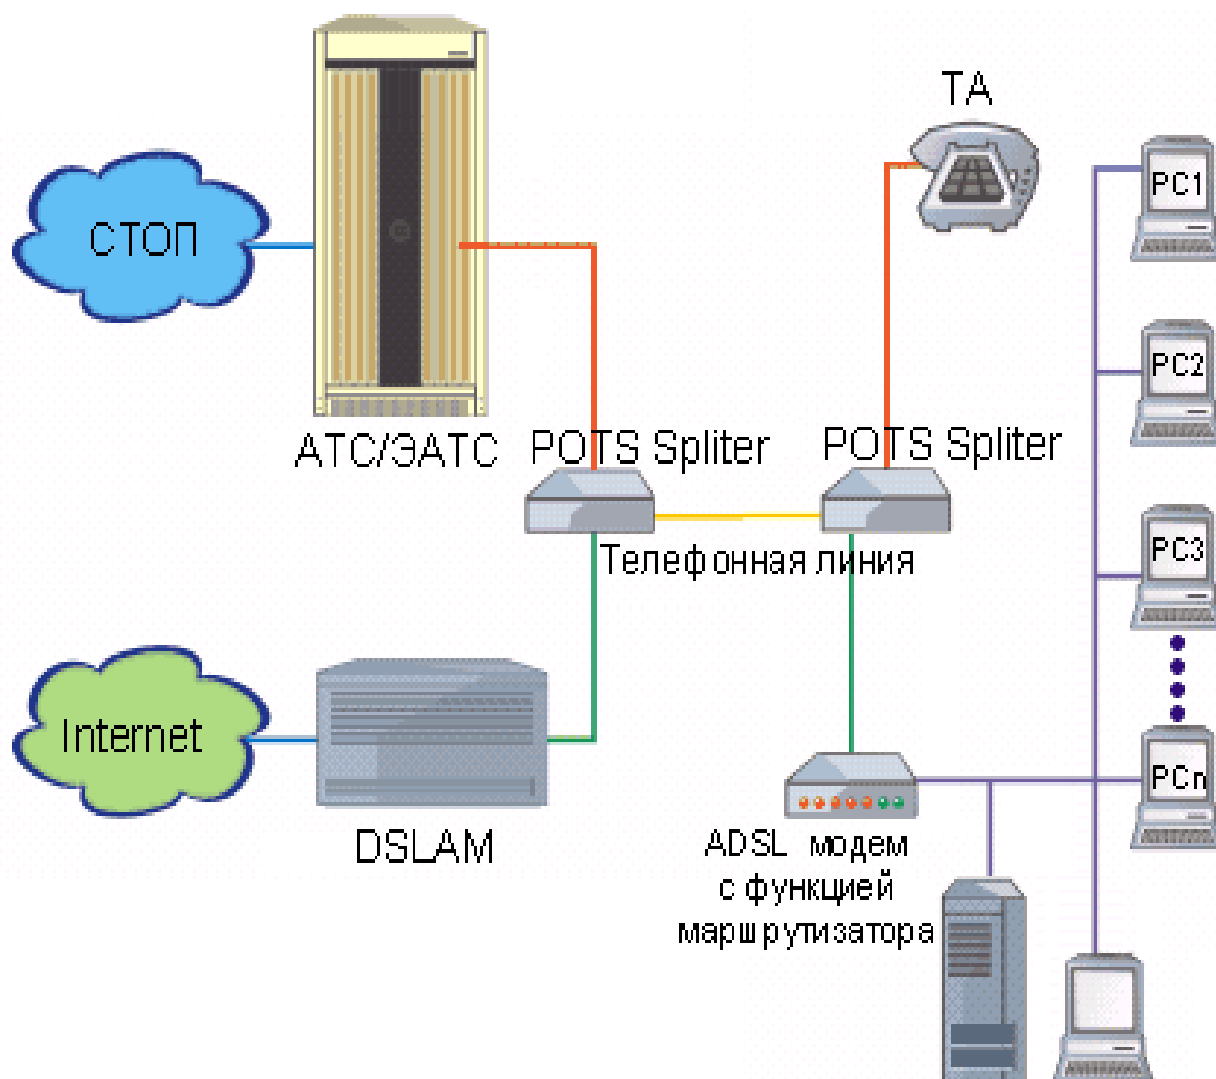 ТА
PC1
СТОП
PC2
АТС/ЭАТС
POTS Spliter
POTS Spliter
Телефонная линия
PC3
Internet
PCn
DSLAM
ADSL модем
с функцией
маршрутизатора